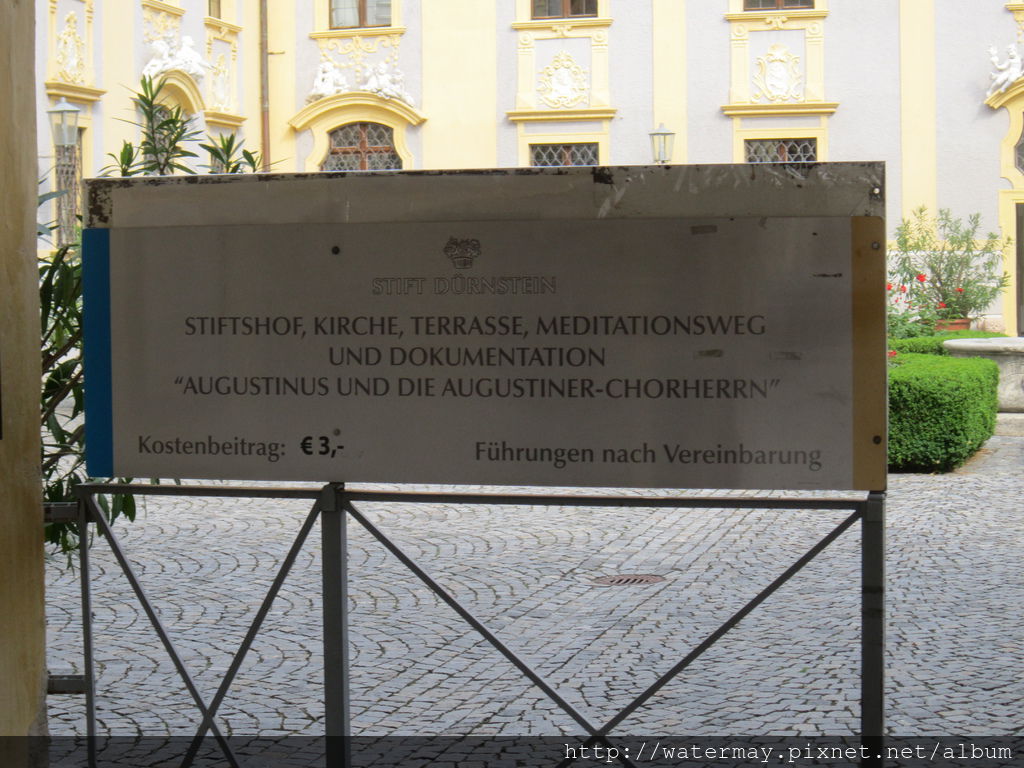 STIFT DÜRNSTEIN
STIFTSHOF, KIRCHE, TERRASSE, MEDITATIONSWEG
UND DOKUMENTATION
“AUGUSTINUS UND DIE AUGUSTINER-CHORHERRN”
Kostenbeitrag: € 3,- Führungen nach Vereinbarung
http://watermay.pixnet.net/album